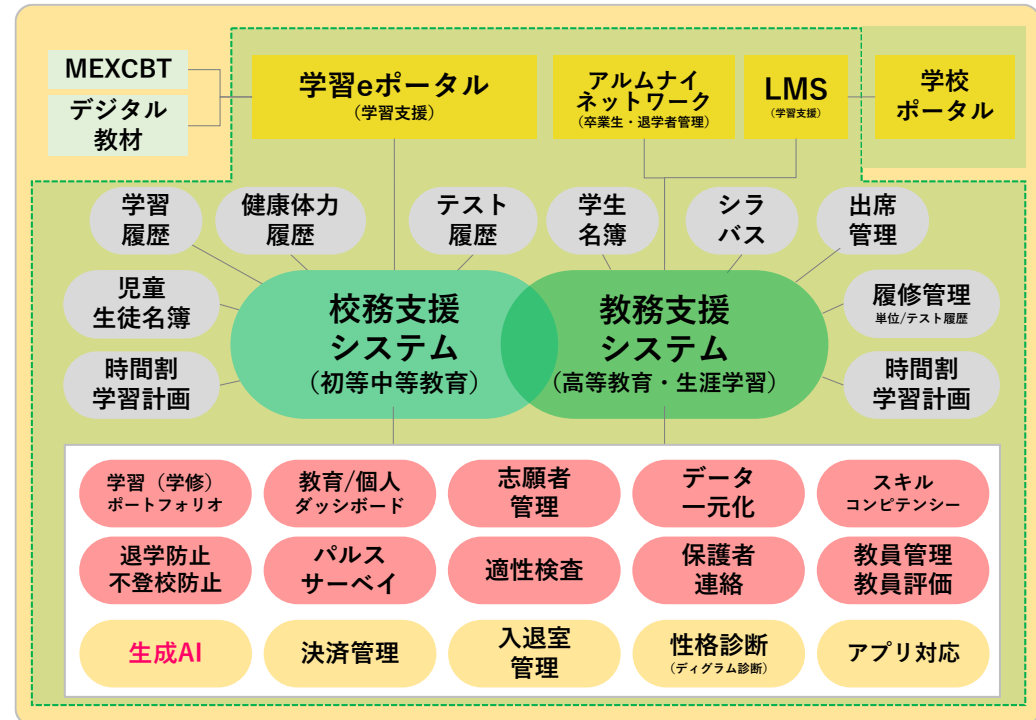 MEXCBT
デジタル
教材
学習eポータル
(学習支援)
アルムナイ
ネットワーク
(卒業生・退学者管理)
LMS
(学習支援)
学校
ポータル
学習
履歴
健康体力
履歴
テスト
履歴
学生
名簿
シラ
バス
出席
管理
児童
生徒名簿
時間割
学習計画
校務支援
システム
(初等中等教育)
教務支援
システム
(高等教育・生涯学習)
履修管理
単位/テスト履歴
時間割
学習計画
学習（学修）
ポートフォリオ
教育/個人
ダッシボード
志願者
管理
データ
一元化
スキル
コンピテンシー
退学防止
不登校防止
パルス
サーベイ
適性検査
保護者
連絡
教員管理
教員評価
生成AI
決済管理
入退室
管理
性格診断
(ディグラム診断)
アプリ対応